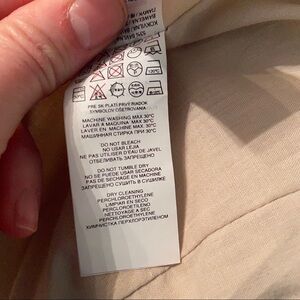 PRE SK PLATÍ PRVÝ RIADOK
SYMBOLOV OŠETROVANIA
MACHINE WASHING MAX 30°C
LAVAR A MAQUINA MAX. 30°C
LAVER EN MACHINE MAX. 30°C
МАШИННАЯ СТИРКА ПРИ 30°C
DO NOT BLEACH
NO USAR LEJA
NE PAS UTILISER D'EAU DE JAVEL
ОТБЕЛИВАТЬ ЗАПРЕЩЕНО
DO NOT TUMBLE DRY
NO SE PUEDE USAR SECADORA
PAS DE SECHAGE EN MACHINE
ЗАПРЕЩЕНО СУШИТЬ В СУШИЛКЕ
DRY CLEANING
PERCHLOROETHYLENE
LIMPIAR EN SECO
PERCLOROETILENO
NETTOYAGE A SEC
PERCHLOROETHYLENE
ХИМЧИСТКА ПЕРХЛОРЭТИЛЕНОМ